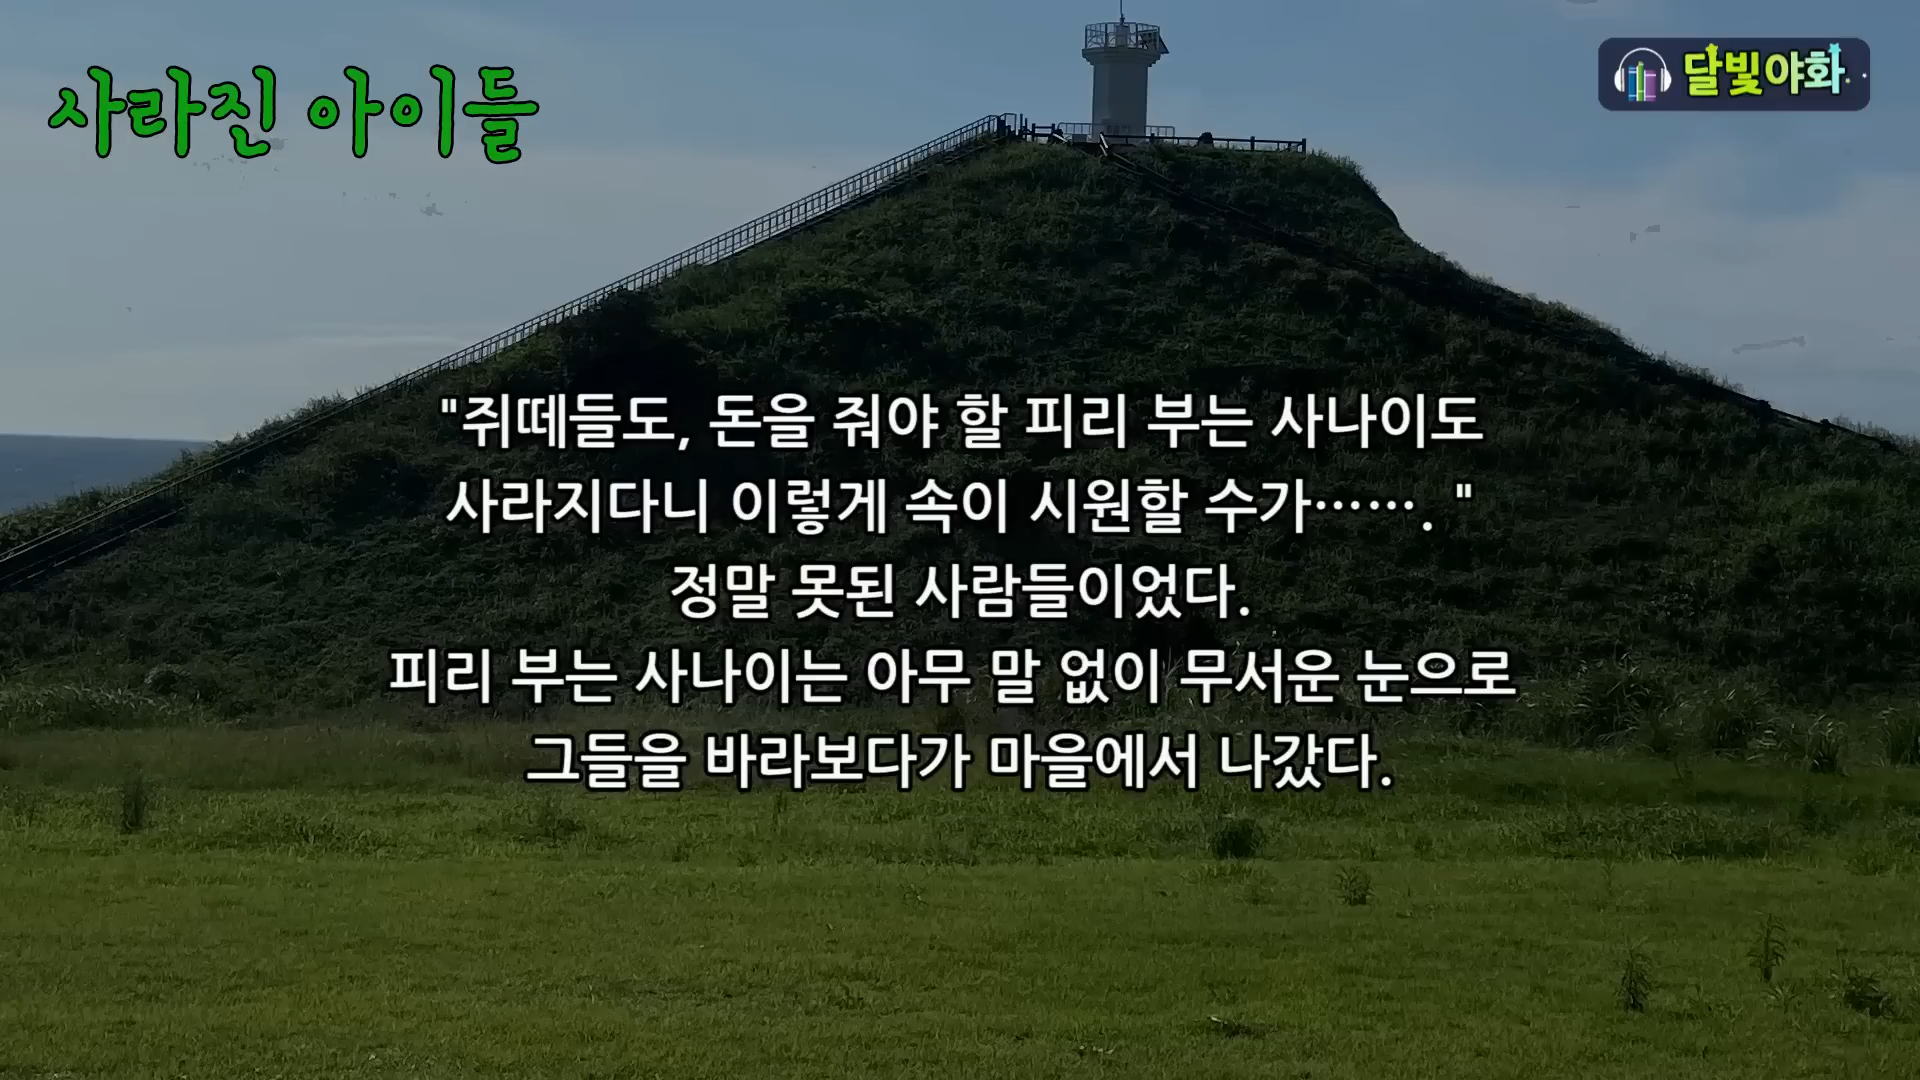 사라진 아이들
달빛야화
"쥐떼들도, 돈을 줘야 할 피리 부는 사나이도
사라지다니 이렇게 속이 시원할 수가……. "
정말 못된 사람들이었다.
피리 부는 사나이는 아무 말 없이 무서운 눈으로
그들을 바라보다가 마을에서 나갔다.